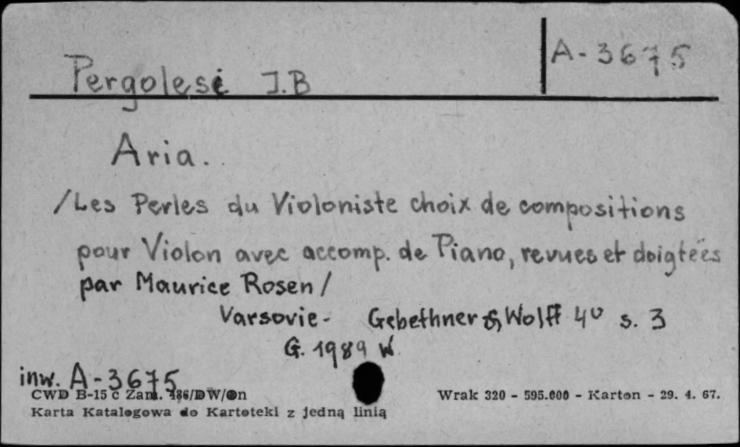 A-3675
Pergolesi J.B
Aria.
/Les Perles du Violoniste choix de compositions
pour Violon avec accomp. de Piano, revues et doigtées
par Maurice Rosen/
Varsovie- Gebethner & Wolff 4º s. 3
G. 1989 W
inw. A-3675
CWD B-15 c Zam. 486/DW/On Wrak 320 - 595.000 - Karton - 29. 4. 67.
Karta Katalogowa do Kartoteki z jedną linią